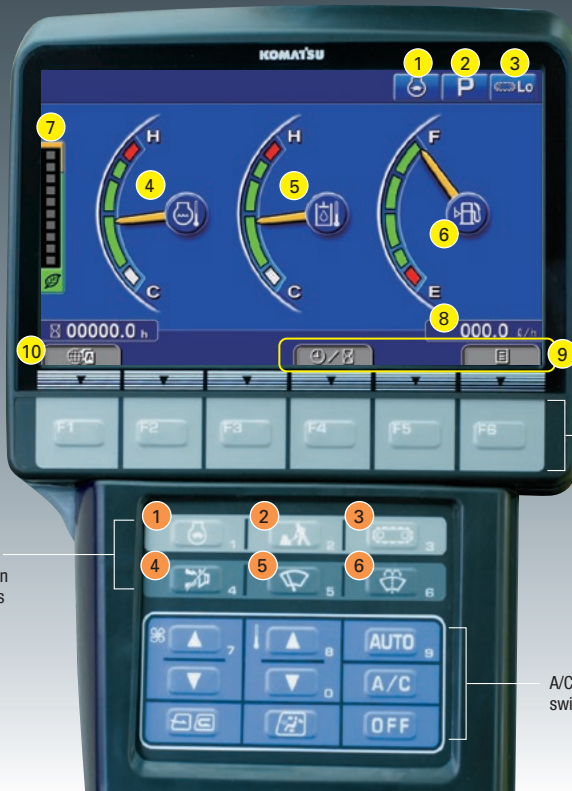 KOMATSU
1 2 3
P Lo
7
H H F
4 5
6
C C E
8
00000.0 h 000.0 ℓ/h
10 9
A
F1 F2 F3 F4 F5 F6
1 2 3
1 2 3
4 5 6
4 5 6
n
s
7 8 AUTO 9
0 A/C
OFF
A/C
swi